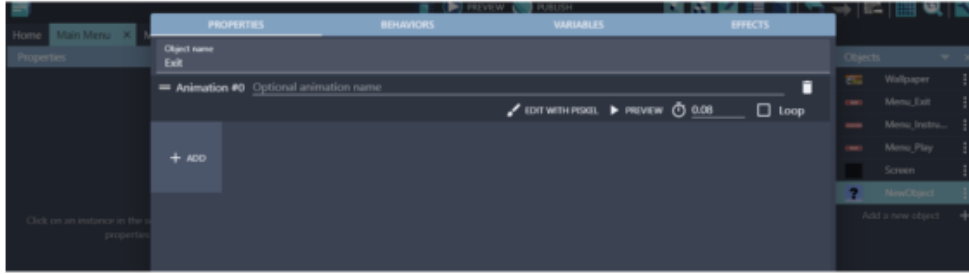 PREVIEW PUBLISH
PROPERTIES BEHAVIORS VARIABLES EFFECTS
Home Main Menu × M
Object name
Exit
Properties
Objects
Animation #0 Optional animation name
EDIT WITH PISKEL PREVIEW 0.08 Loop
+ ADD
Wallpaper
Menu_Exit
Menu_Instru...
Menu_Play
Screen
NewObject
Add a new object +
Click on an instance in the s
properties